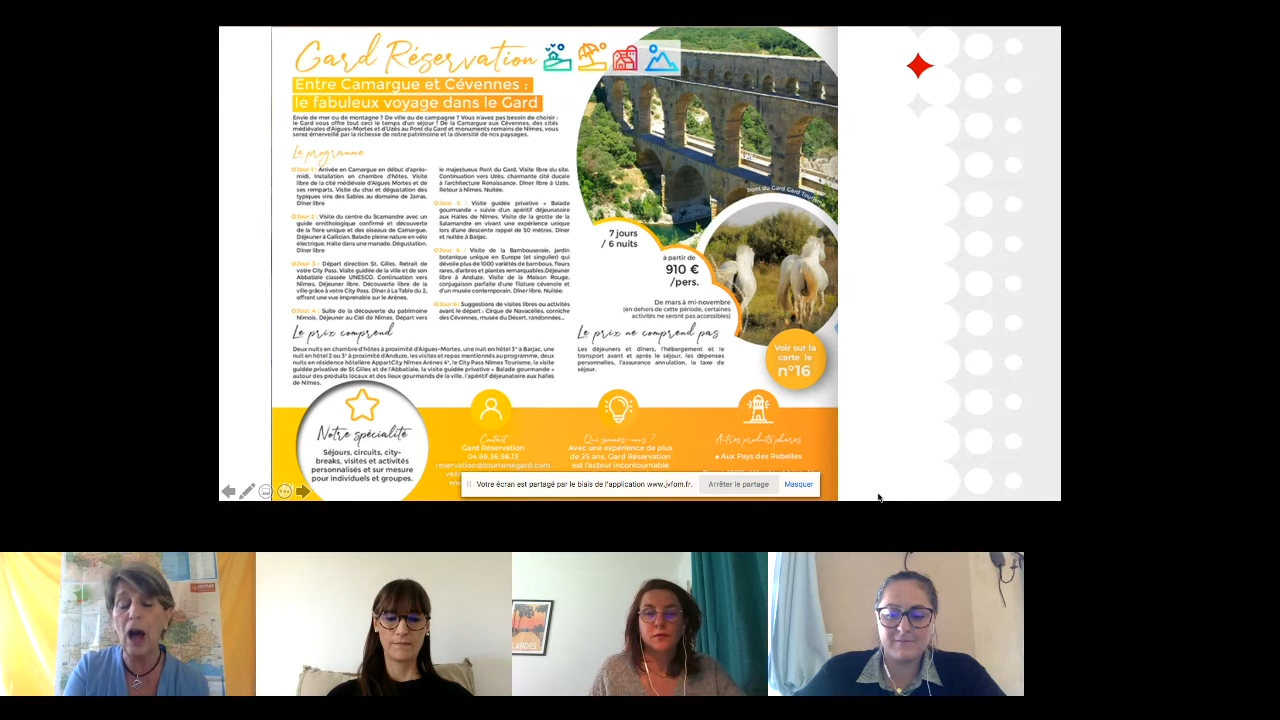 Gard Réservation
Entre Camargue et Cévennes :
le fabuleux voyage dans le Gard
Envie de mer ou de montagne ? De ville ou de campagne ? Vous n'avez pas besoin de choisir :
le Gard vous offre tout ceci le temps d'un séjour ! De la Camargue aux Cévennes, des cités
médiévales d'Aigues-Mortes et d'Uzès au Pont du Gard et monuments romains de Nîmes, vous
serez émerveillé par la richesse de notre patrimoine et la diversité de nos paysages.
Le programme
Jour 1 : Arrivée en Camargue en début d'après-
midi. Installation en chambre d'hôtes. Visite
libre de la cité médiévale d'Aigues Mortes et de
ses remparts. Visite du chai et dégustation des
typiques vins des Sables au domaine de Jarras.
Dîner libre
Jour 2 : Visite du centre du Scamandre avec un
guide ornithologique confirmé et découverte
de la flore unique et des oiseaux de Camargue.
Déjeuner à Gallician. Balade pleine nature en vélo
électrique. Halte dans une manade. Dégustation.
Dîner libre
Jour 3 : Départ direction St. Gilles. Retrait de
votre City Pass. Visite guidée de la ville et de son
Abbatiale classée UNESCO. Continuation vers
Nîmes. Déjeuner libre. Découverte libre de la
ville grâce à votre City Pass. Dîner à La Table du 2,
offrant une vue imprenable sur le Arènes.
Jour 4 : Suite de la découverte du patrimoine
Nîmois. Déjeuner au Ciel de Nîmes. Départ vers
le majestueux Pont du Gard. Visite libre du site.
Continuation vers Uzès, charmante cité ducale
à l'architecture Renaissance. Dîner libre à Uzès.
Retour à Nîmes. Nuitée.
Jour 5 : Visite guidée privative « Balade
gourmande » suivie d'un apéritif déjeunatoire
aux Halles de Nîmes. Visite de la grotte de la
Salamandre en vivant une expérience unique
lors d'une descente rappel de 50 mètres. Dîner
et nuitée à Barjac.
Jour 6 : Visite de la Bambouseraie, jardin
botanique unique en Europe (et singulier) qui
dévoile plus de 1000 variétés de bambous, fleurs
rares, d'arbres et plantes remarquables.Déjeuner
libre à Anduze. Visite de la Maison Rouge,
conjugaison parfaite d'une filature cévenole et
d'un musée contemporain. Dîner libre. Nuitée.
Jour 6 : Suggestions de visites libres ou activités
avant le départ : Cirque de Navacelles, corniche
des Cévennes, musée du Désert, randonnées...
Pont du Gard Gard Tourisme
7 jours
/ 6 nuits
à partir de
910 €
/pers.
De mars à mi-novembre
(en dehors de cette période, certaines
activités ne seront pas accessibles)
Le prix comprend
Deux nuits en chambre d'hôtes à proximité d'Aigues-Mortes, une nuit en hôtel 3* à Barjac, une
nuit en hôtel 2 ou 3* à proximité d'Anduze, les visites et repas mentionnés au programme, deux
nuits en résidence hôtelière AppartCity Nîmes Arènes 4*, le City Pass Nîmes Tourisme, la visite
guidée privative de St Gilles et de l'Abbatiale, la visite guidée privative « Balade gourmande »
autour des produits locaux et des lieux gourmands de la ville, l'apéritif déjeunatoire aux halles
de Nîmes.
Le prix ne comprend pas
Les déjeuners et dîners, l'hébergement et le
transport avant et après le séjour, les dépenses
personnelles, l'assurance annulation, la taxe de
séjour.
Voir sur la
carte le
n°16
Notre spécialité
Séjours, circuits, city-
breaks, visites et activités
personnalisés et sur mesure
pour individuels et groupes.
Contact
Gard Réservation
04.66.36.98.15
reservation@tourismegard.com
Qui sommes-nous ?
Avec une expérience de plus
de 25 ans, Gard Réservation
est l'acteur incontournable
Autres produits phares
Aux Pays des Rebelles
Votre écran est partagé par le biais de l'application www.jvfom.fr.
Arrêter le partage
Masquer
LANDES